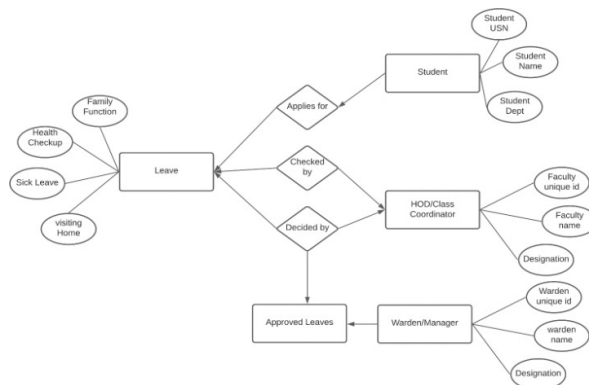 Student
USN
Student
Student
Name
Student
Dept
Applies for
Family
Function
Health
Checkup
Leave
Sick Leave
visiting
Home
Checked
by
HOD/Class
Coordinator
Faculty
unique id
Faculty
name
Designation
Decided by
Approved Leaves
Warden/Manager
Warden
unique id
warden
name
Designation